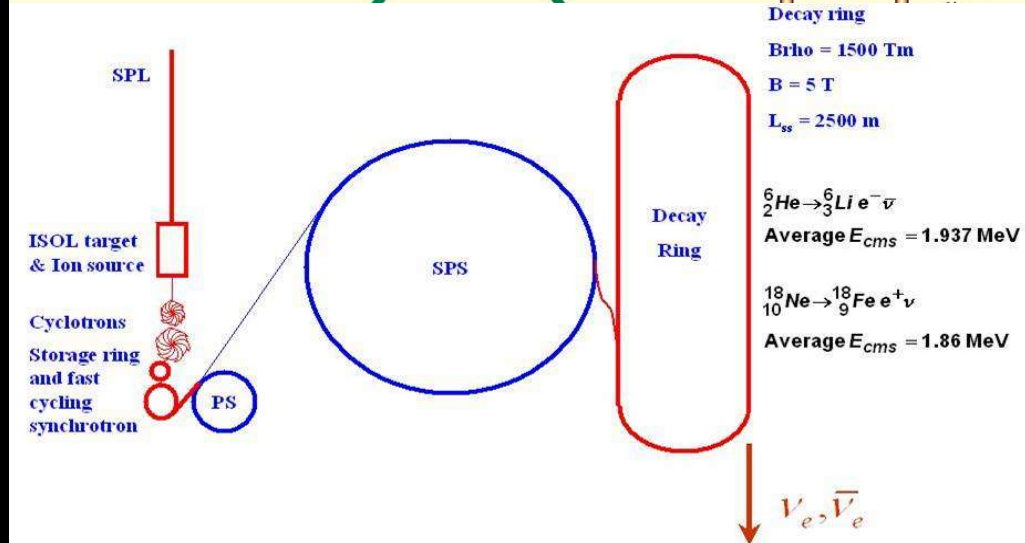 SPL
ISOL target
& Ion source
Cyclotrons
Storage ring
and fast
cycling
synchrotron
PS
SPS
Decay
Ring
Decay ring
Brho = 1500 Tm
B = 5 T
L_ss = 2500 m
⁶₂He→⁶₃Li e⁻ ν̄
Average E_cms = 1.937 MeV
¹⁸₁₀Ne→¹⁸₉Fe e⁺ ν
Average E_cms = 1.86 MeV
ν_e, ν̄_e